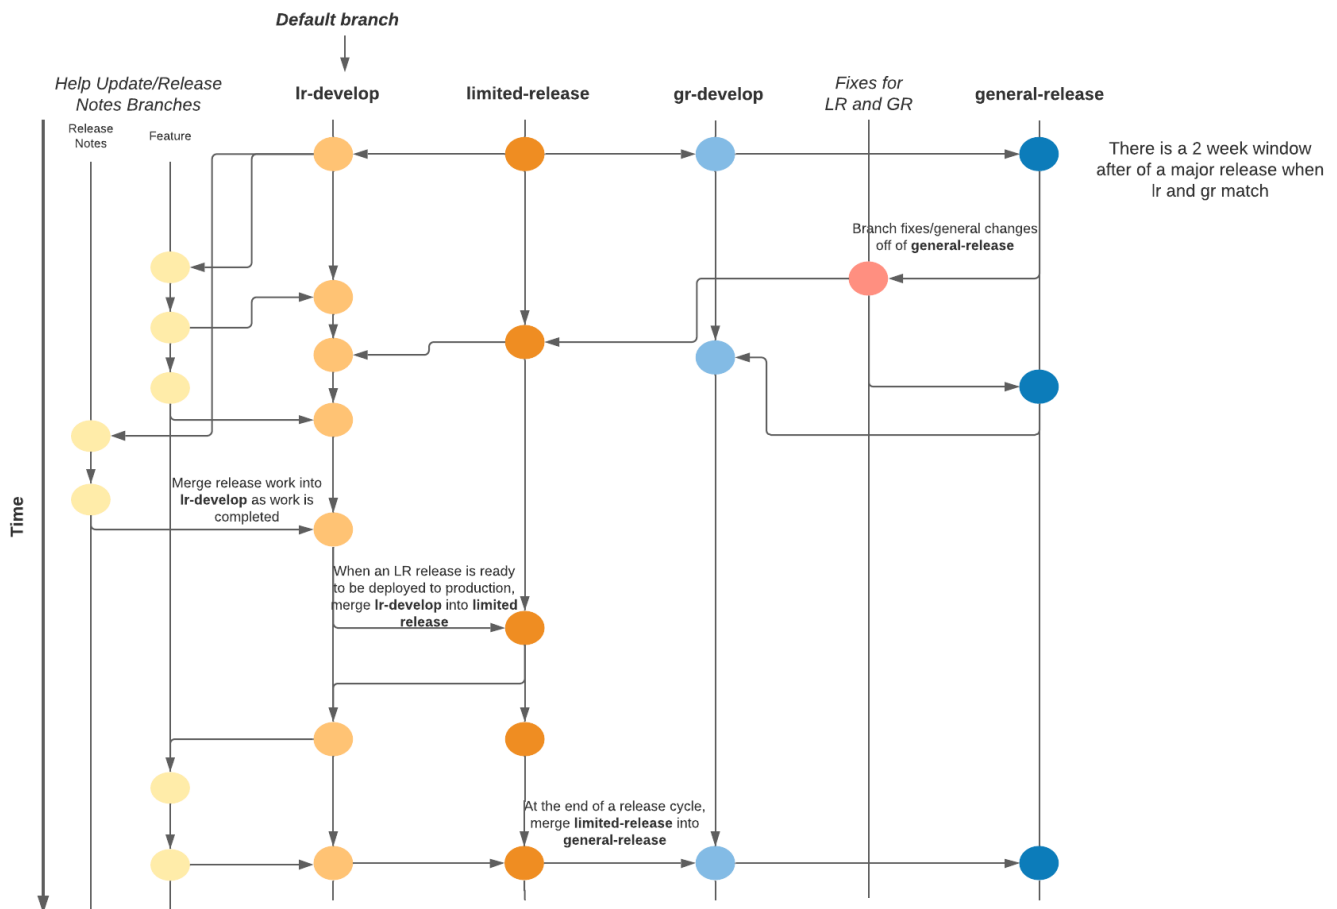 Default branch
Help Update/Release
Notes Branches
lr-develop
limited-release
gr-develop
Fixes for
LR and GR
general-release
Release
Notes
Feature
There is a 2 week window
after of a major release when
lr and gr match
Branch fixes/general changes
off of general-release
Time
Merge release work into
lr-develop as work is
completed
When an LR release is ready
to be deployed to production,
merge lr-develop into limited
release
At the end of a release cycle,
merge limited-release into
general-release